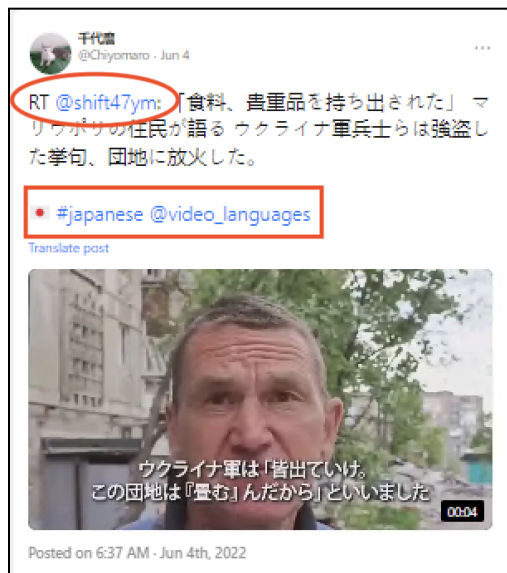 千代麿
@Chiyomaro · Jun 4
RT @shift47ym: 「食料、貴重品を持ち出された」 マ
リウポリの住民が語る ウクライナ軍兵士らは強盗し
た挙句、団地に放火した。
#japanese @video_languages
Translate post
ウクライナ軍は「皆出ていけ。
この団地は『畳む』んだから」といいました
00:04
Posted on 6:37 AM · Jun 4th, 2022